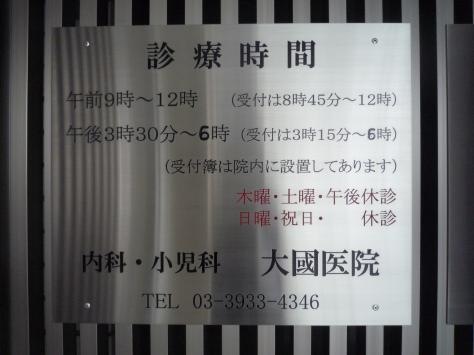 診療時間
午前9時～12時 （受付は8時45分～12時）
午後3時30分～6時 （受付は3時15分～6時）
（受付簿は院内に設置してあります）
木曜・土曜・午後休診
日曜・祝日・　　休診
内科・小児科　大國医院
TEL 03-3933-4346